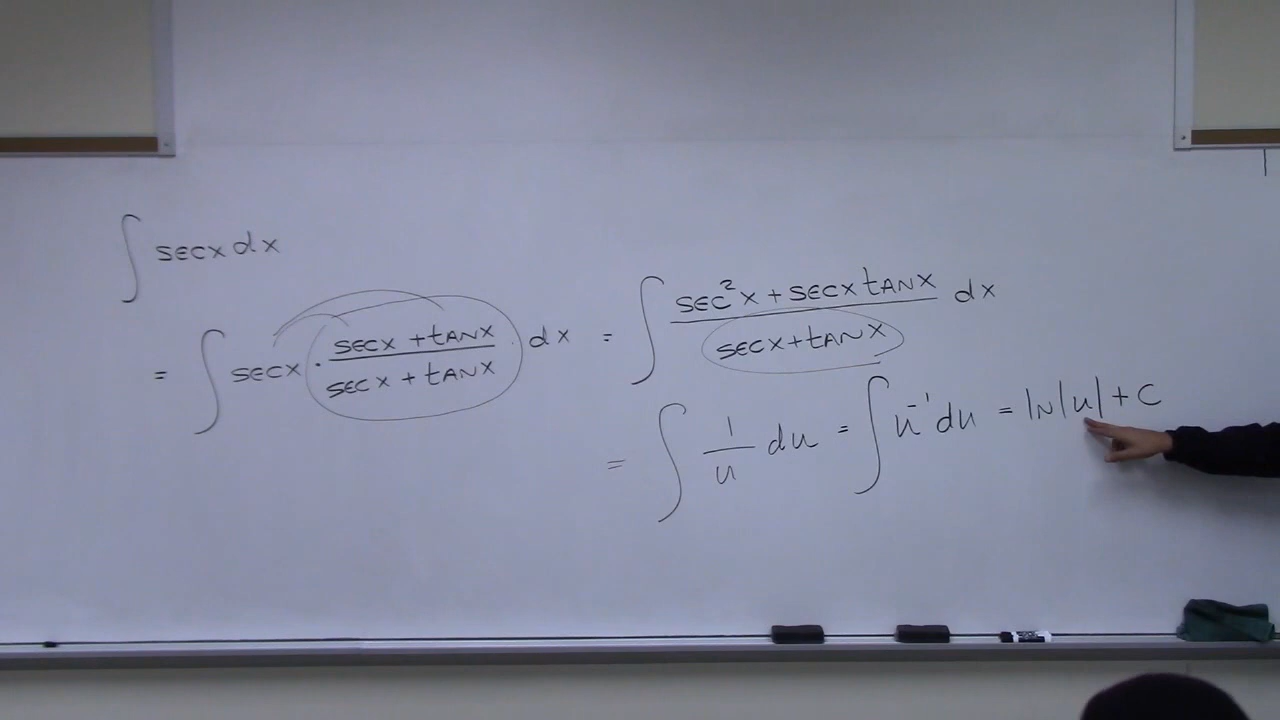 ∫ secx dx
= ∫ secx · (secx + tanx)/(secx + tanx) dx = ∫ (sec²x + secx tanx)/(secx + tanx) dx
= ∫ 1/u du = ∫ u⁻¹ du = ln|u| + C